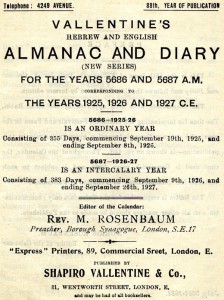 Telephone: 4249 AVENUE. 88th. YEAR OF PUBLICATION
VALLENTINE'S
HEBREW AND ENGLISH
ALMANAC AND DIARY
(NEW SERIES)
FOR THE YEARS 5686 AND 5687 A.M.
CORRESPONDING TO
THE YEARS 1925, 1926 AND 1927 C.E.
5686—1925-26
IS AN ORDINARY YEAR
Consisting of 355 days, commencing September 19th, 1925, and
ending September 8th, 1926.
5687—1926-27
IS AN INTERCALARY YEAR
Consisting of 383 Days, commencing September 9th, 1926, and
ending September 26th, 1927.
Editor of the Calendar:
REV. M. ROSENBAUM
Preacher, Borough Synagogue, London, S.E.17
"Express" Printers, 89, Commercial Street, London, E.
PUBLISHED BY
SHAPIRO VALLENTINE & Co.,
31, WENTWORTH STREET, LONDON, E.
and may be had of all booksellers.